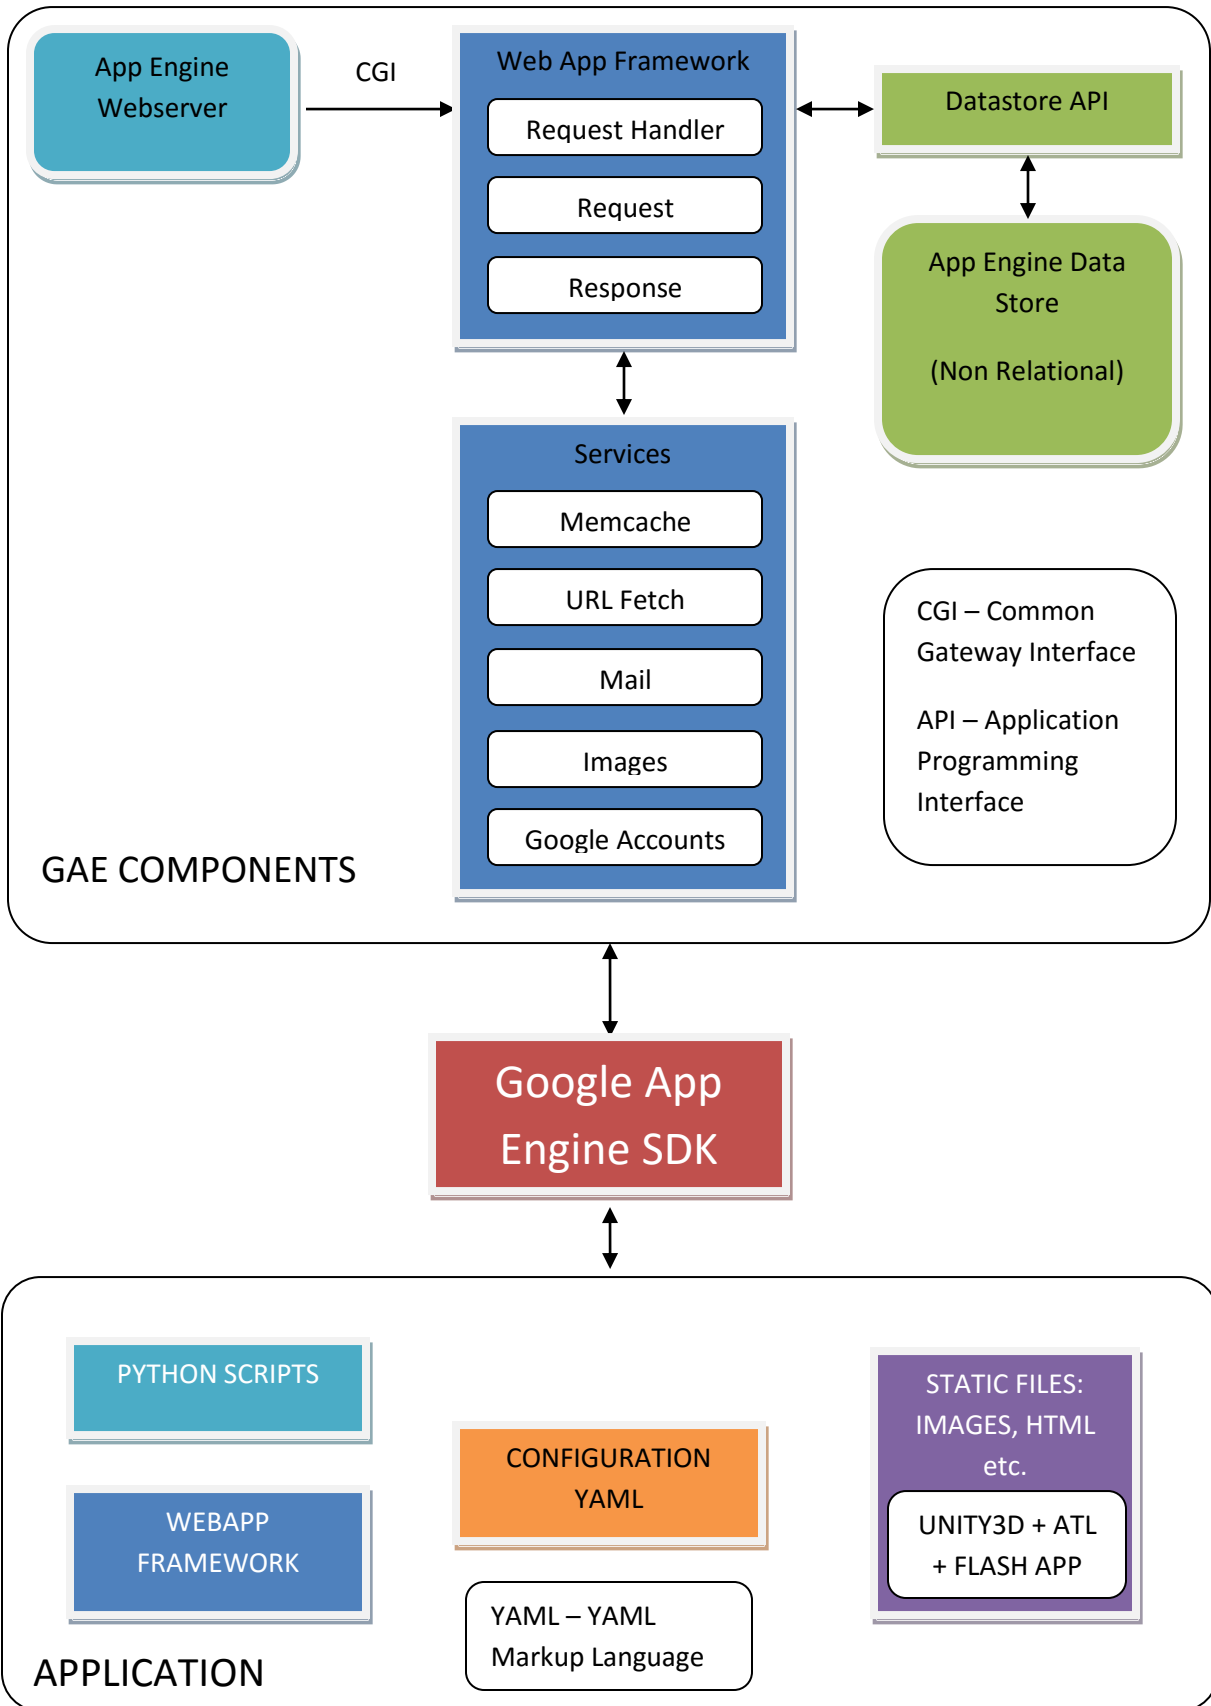 App Engine
Webserver
CGI
Web App Framework
Request Handler
Request
Response
Datastore API
App Engine Data
Store
(Non Relational)
Services
Memcache
URL Fetch
Mail
Images
Google Accounts
CGI – Common
Gateway Interface
API – Application
Programming
Interface
GAE COMPONENTS
Google App
Engine SDK
PYTHON SCRIPTS
WEBAPP
FRAMEWORK
CONFIGURATION
YAML
YAML – YAML
Markup Language
STATIC FILES:
IMAGES, HTML
etc.
UNITY3D + ATL
+ FLASH APP
APPLICATION